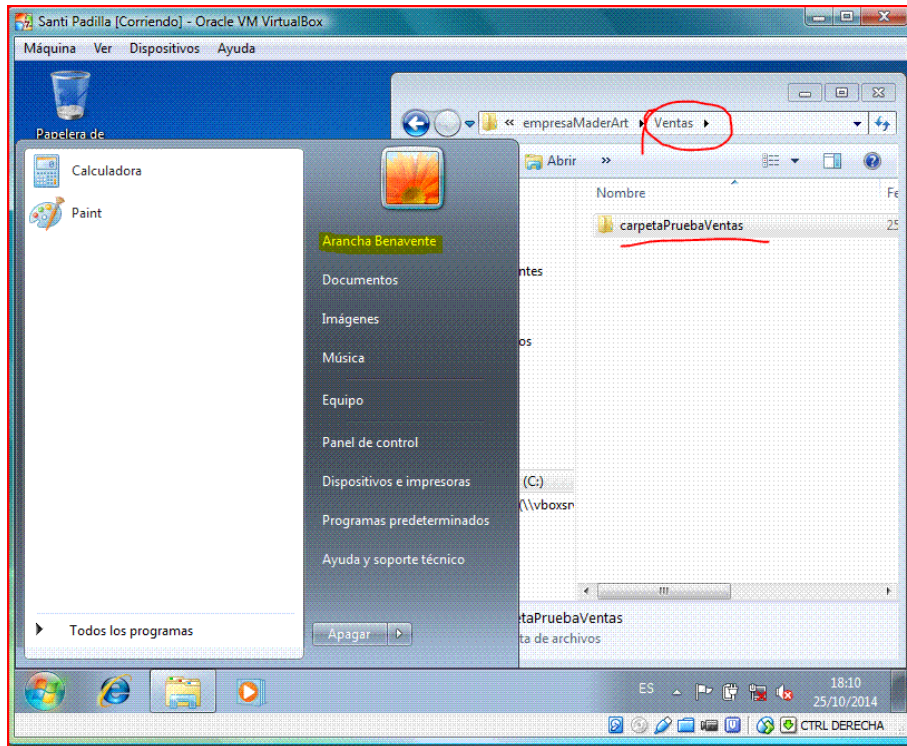 Santi Padilla [Corriendo] - Oracle VM VirtualBox
Máquina Ver Dispositivos Ayuda
Papelera de
« empresaMaderArt Ventas
Abrir »
Nombre Fe
carpetaPruebaVentas 25
Calculadora
Paint
Arancha Benavente
Documentos
Imágenes
Música
Equipo
Panel de control
Dispositivos e impresoras
Programas predeterminados
Ayuda y soporte técnico
Todos los programas
Apagar
ntes
os
(C:)
(\\vboxsr
etaPruebaVentas
ta de archivos
ES
18:10
25/10/2014
CTRL DERECHA